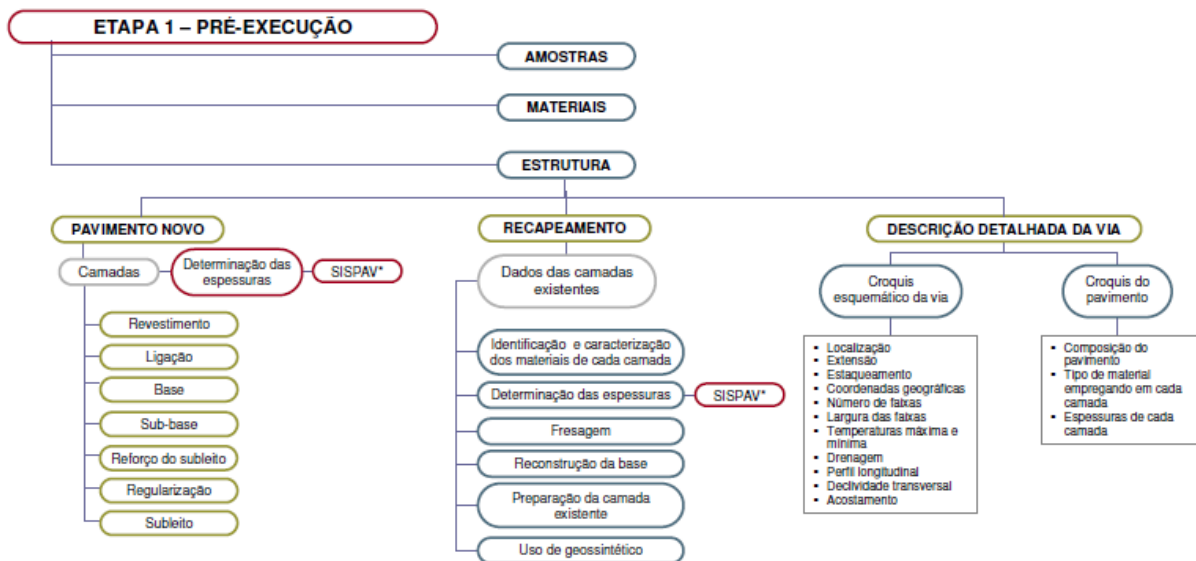 ETAPA 1 – PRÉ-EXECUÇÃO
AMOSTRAS
MATERIAIS
ESTRUTURA
PAVIMENTO NOVO
Camadas
Determinação das
espessuras
SISPAV*
Revestimento
Ligação
Base
Sub-base
Reforço do subleito
Regularização
Subleito
RECAPEAMENTO
Dados das camadas
existentes
Identificação e caracterização
dos materiais de cada camada
Determinação das espessuras
SISPAV*
Fresagem
Reconstrução da base
Preparação da camada
existente
Uso de geossintético
DESCRIÇÃO DETALHADA DA VIA
Croquis
esquemático da via
▪ Localização
▪ Extensão
▪ Estaqueamento
▪ Coordenadas geográficas
▪ Número de faixas
▪ Largura das faixas
▪ Temperaturas máxima e
mínima
▪ Drenagem
▪ Perfil longitudinal
▪ Declividade transversal
▪ Acostamento
Croquis do
pavimento
▪ Composição do
pavimento
▪ Tipo de material
empregando em cada
camada
▪ Espessuras de cada
camada